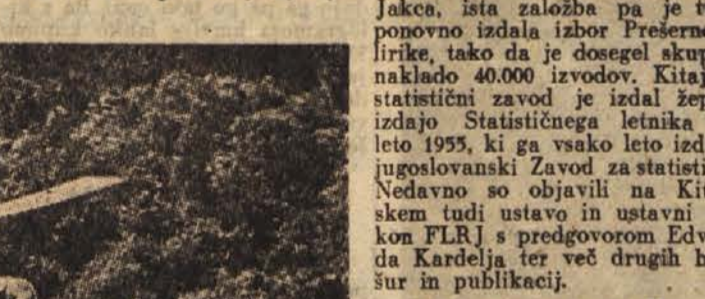 Jakca, ista založba pa je
ponovno izdala izbor Prešerno
lirike, tako da je dosegel skup
naklado 40.000 izvodov. Kitaj
statistični zavod je izdal žep
izdajo Statističnega letnika
leto 1955, ki ga vsako leto izd
jugoslovanski Zavod za statisti
Nedavno so objavili na Kit
skem tudi ustavo in ustavni
kon FLRJ s predgovorom Edv
da Kardelja ter več drugih b
šur in publikacij.